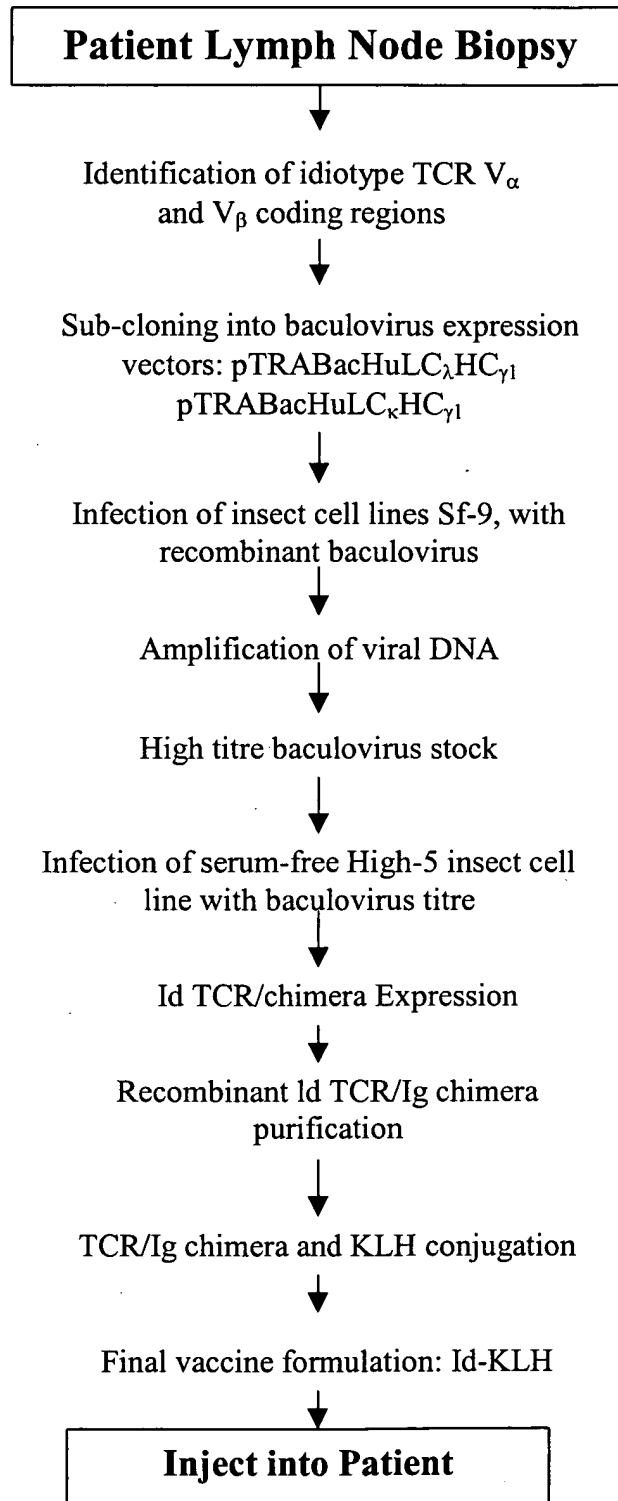 Patient Lymph Node Biopsy
Identification of idiotype TCR Vα
and Vβ coding regions
Sub-cloning into baculovirus expression
vectors: pTRABacHuLCλHCγ1
pTRABacHuLCκHCγ1
Infection of insect cell lines Sf-9, with
recombinant baculovirus
Amplification of viral DNA
High titre baculovirus stock
Infection of serum-free High-5 insect cell
line with baculovirus titre
Id TCR/chimera Expression
Recombinant Id TCR/Ig chimera
purification
TCR/Ig chimera and KLH conjugation
Final vaccine formulation: Id-KLH
Inject into Patient